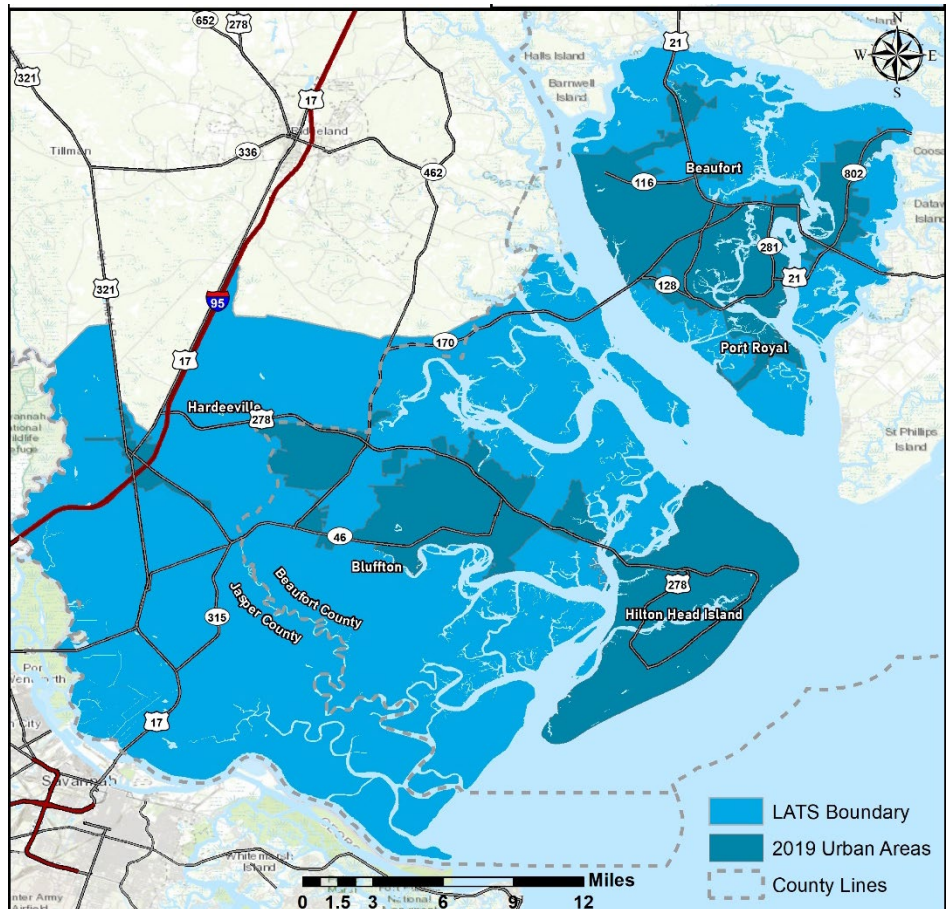 652
278
321
17
Ridgeland
Tillman
336
462
21
Halls Island
Barnwell
Island
N
W E
S
Beaufort
116
802
281
21
128
Port Royal
St Phillips
Island
321
95
17
170
Hardeeville
278
46
Bluffton
Beaufort County
Jasper County
315
278
Hilton Head Island
17
Savannah
Whitemarsh
Island
National
LATS Boundary
2019 Urban Areas
County Lines
Miles
0 1.5 3 6 9 12